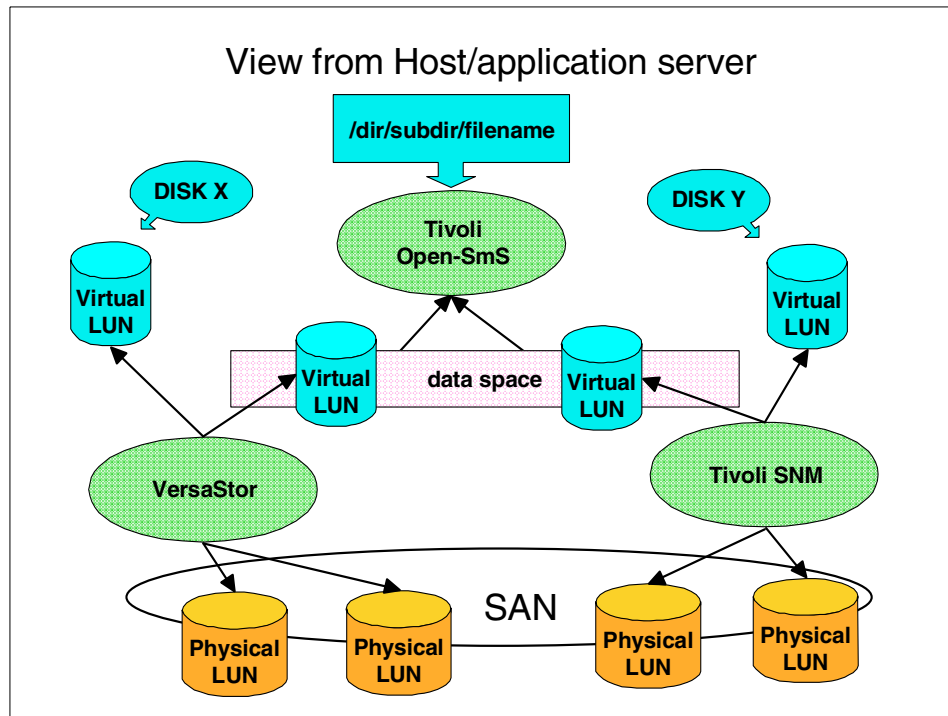 View from Host/application server
/dir/subdir/filename
DISK X
DISK Y
Tivoli
Open-SmS
Virtual
LUN
Virtual
LUN
Virtual
LUN
data space
Virtual
LUN
VersaStor
Tivoli SNM
SAN
Physical
LUN
Physical
LUN
Physical
LUN
Physical
LUN